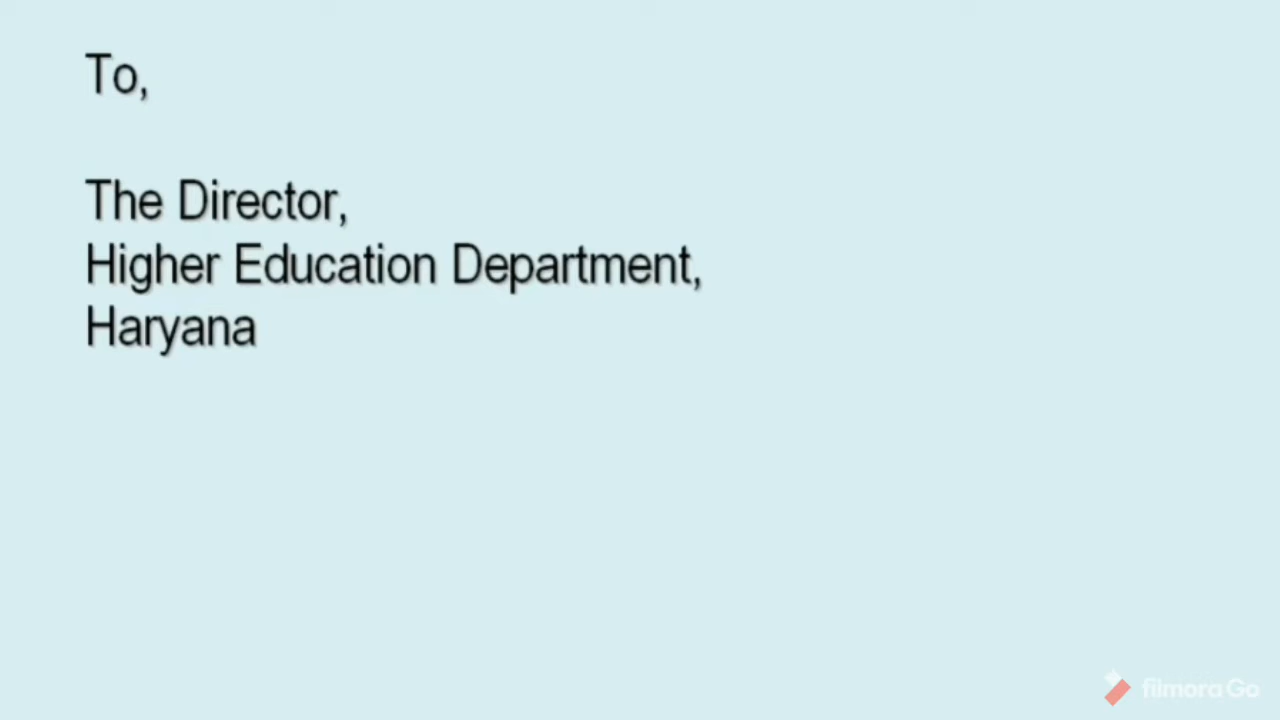 To,
The Director,
Higher Education Department,
Haryana
filmora Go